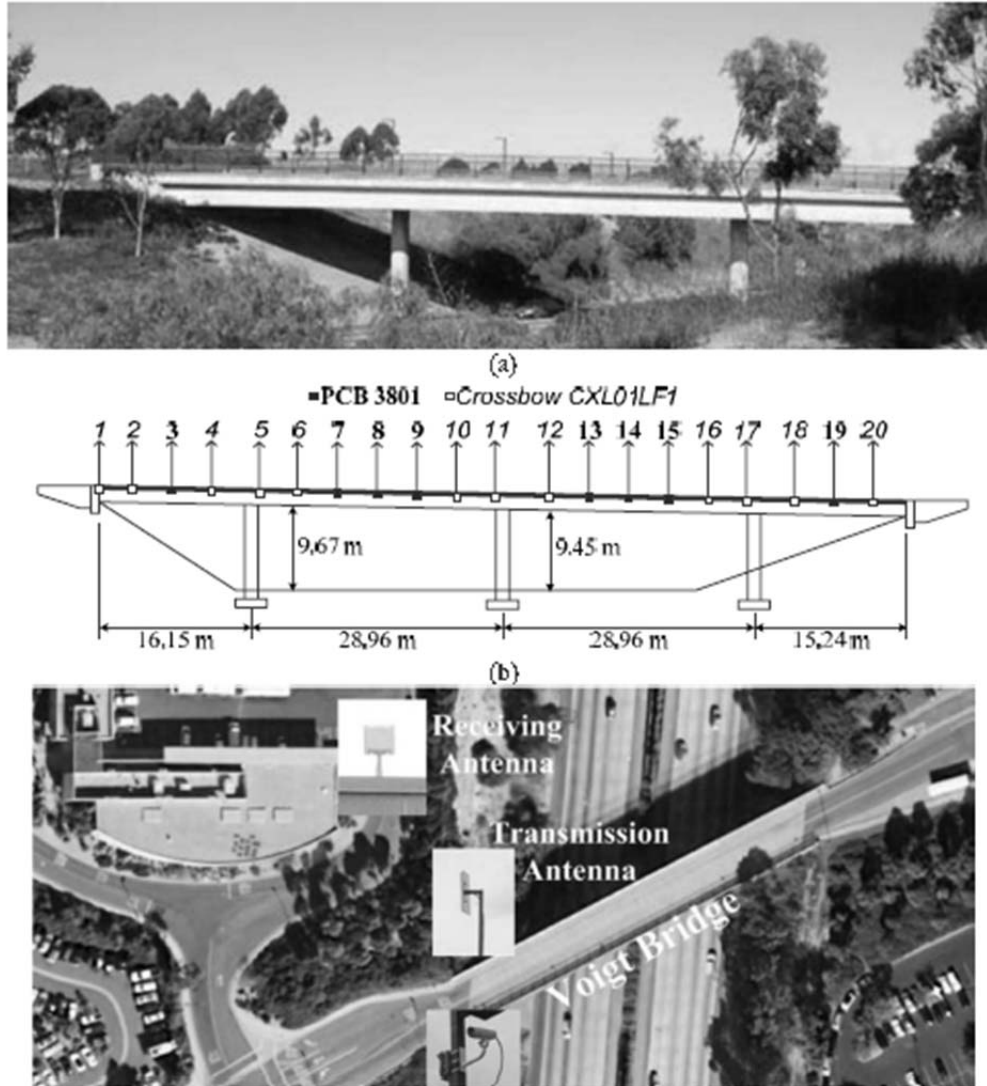 (a)
PCB 3801 Crossbow CXL01LF1
1 2 3 4 5 6 7 8 9 10 11 12 13 14 15 16 17 18 19 20
9.67 m 9.45 m
16.15 m 28.96 m 28.96 m 15.24 m
(b)
Receiving
Antenna
Transmission
Antenna
Voigt Bridge